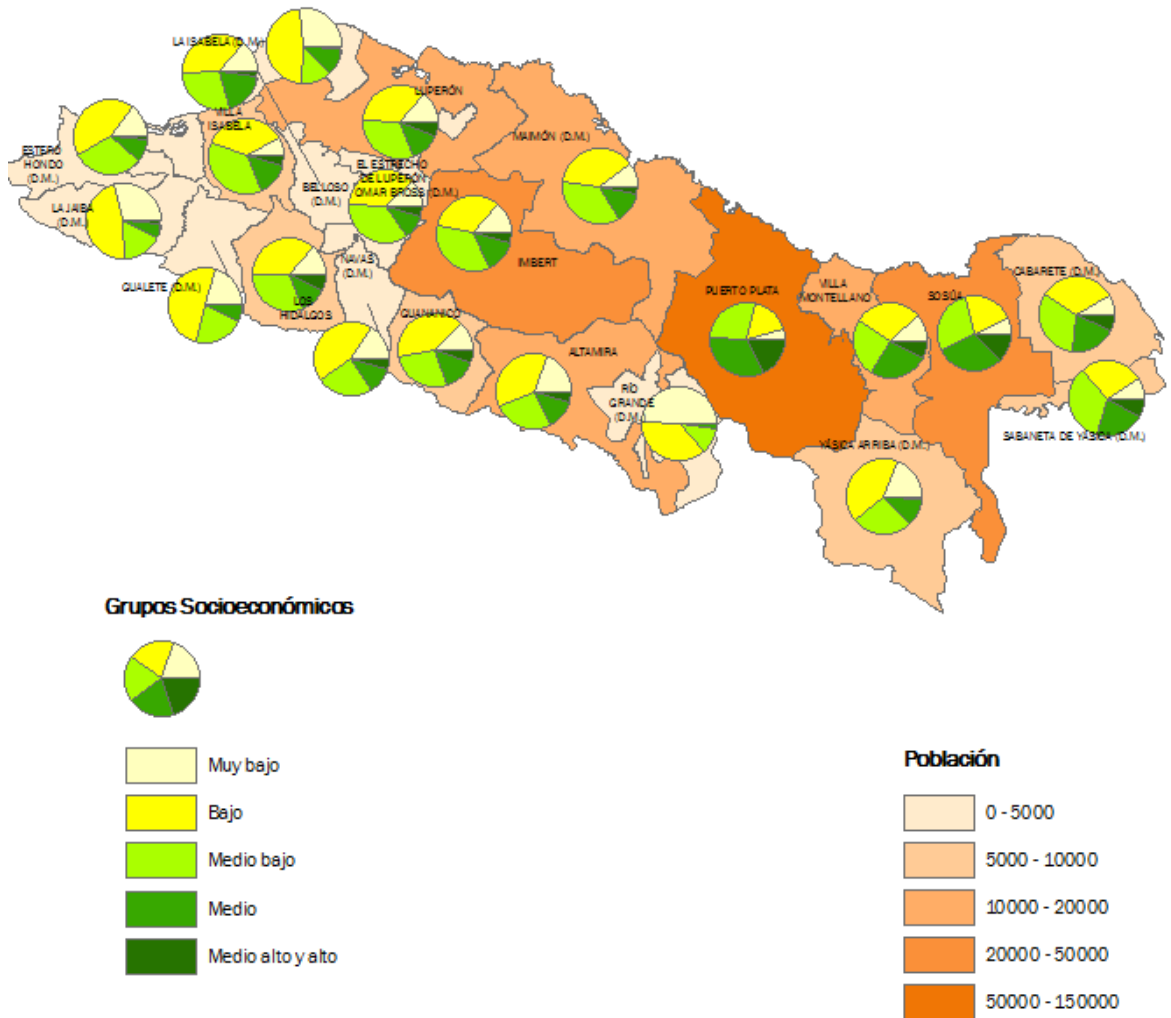 LA ISABELA (D.M.)
LUPERÓN
VILLA
ISABELA
MAIMÓN (D.M.)
ESTERO
HONDO
(D.M.)
BELLOSO
(D.M.)
EL ESTRECHO
DE LUPERÓN
OMAR BROSS (D.M.)
LA JAIBA
(D.M.)
NAVAS
(D.M.)
IMBERT
GUALETE (D.M.)
LOS
HIDALGOS
GUANANICO
ALTAMIRA
RÍO
GRANDE
(D.M.)
PUERTO PLATA
VILLA
MONTELLANO
SOSÚA
CABARETE (D.M.)
SABANETA DE YÁSICA (D.M.)
YÁSICA ARRIBA (D.M.)
Grupos Socioeconómicos
Muy bajo
Bajo
Medio bajo
Medio
Medio alto y alto
Población
0 - 5000
5000 - 10000
10000 - 20000
20000 - 50000
50000 - 150000